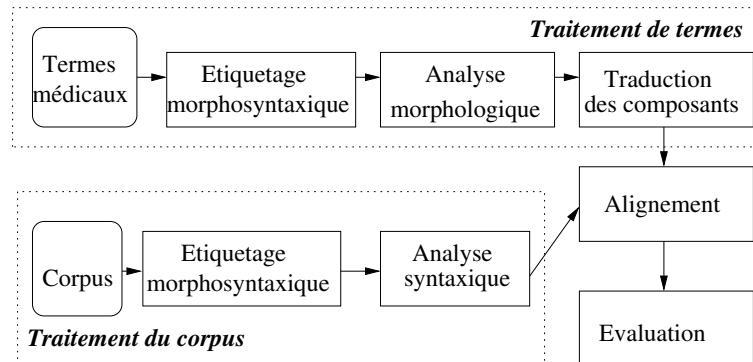 Traitement de termes
Termes
médicaux
Etiquetage
morphosyntaxique
Analyse
morphologique
Traduction
des composants
Alignement
Corpus
Etiquetage
morphosyntaxique
Analyse
syntaxique
Traitement du corpus
Evaluation